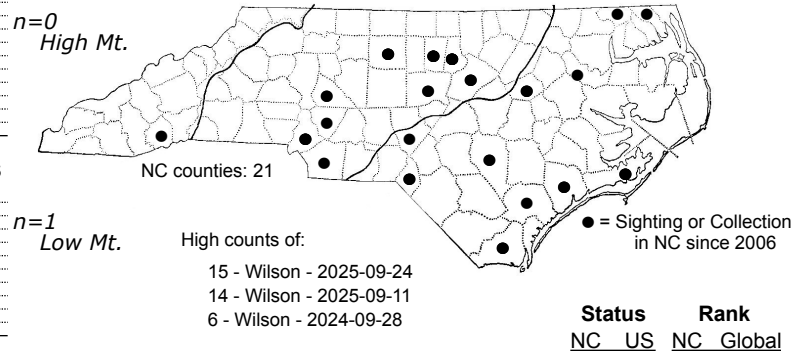 n=0
High Mt.
NC counties: 21
n=1
Low Mt.
High counts of:
15 - Wilson - 2025-09-24
14 - Wilson - 2025-09-11
6 - Wilson - 2024-09-28
● = Sighting or Collection
in NC since 2006
Status Rank
NC US NC Global